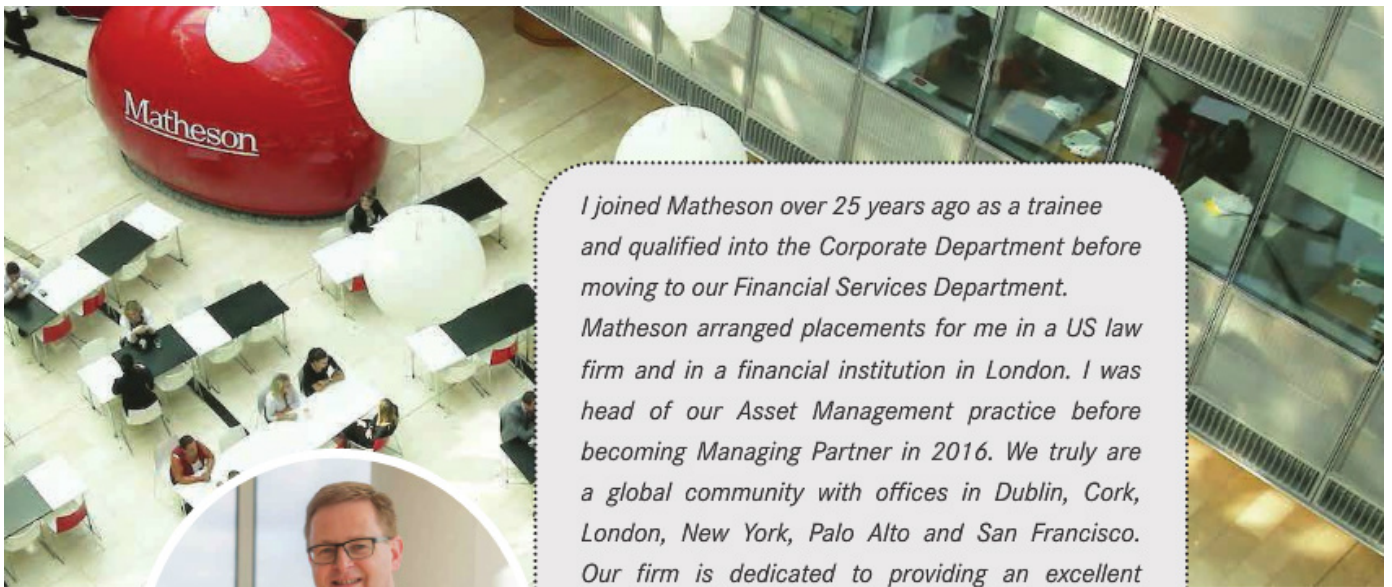 Matheson
I joined Matheson over 25 years ago as a trainee
and qualified into the Corporate Department before
moving to our Financial Services Department.
Matheson arranged placements for me in a US law
firm and in a financial institution in London. I was
head of our Asset Management practice before
becoming Managing Partner in 2016. We truly are
a global community with offices in Dublin, Cork,
London, New York, Palo Alto and San Francisco.
Our firm is dedicated to providing an excellent